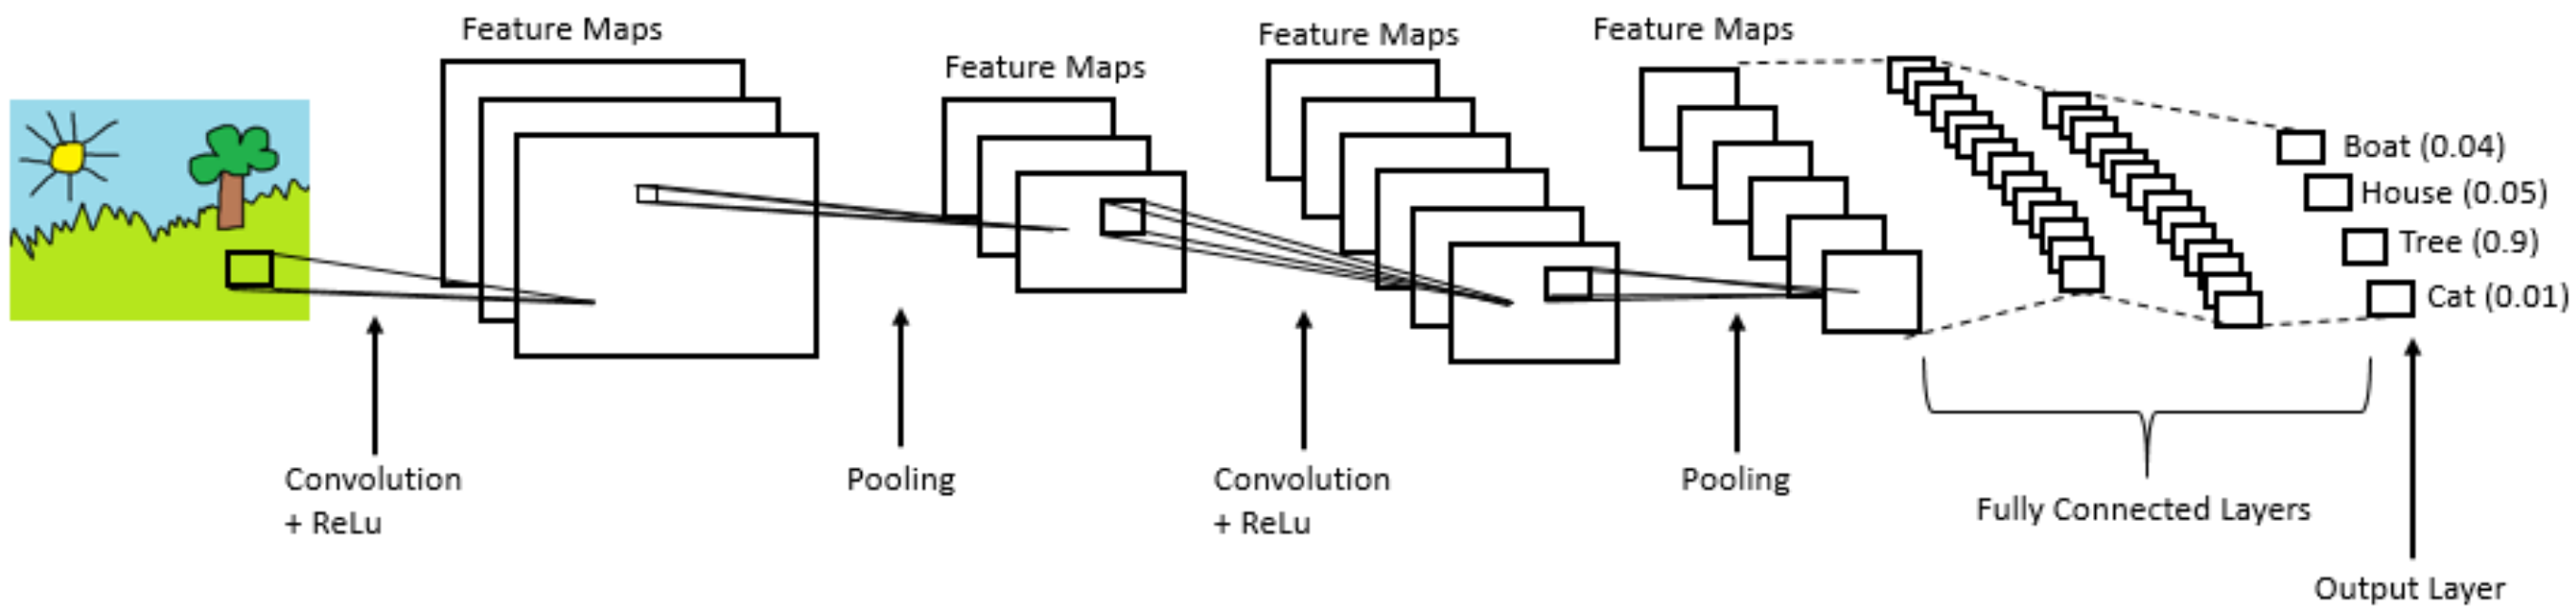 Feature Maps
Feature Maps
Feature Maps
Feature Maps
Boat (0.04)
House (0.05)
Tree (0.9)
Cat (0.01)
Convolution
+ ReLu
Pooling
Convolution
+ ReLu
Pooling
Fully Connected Layers
Output Layer